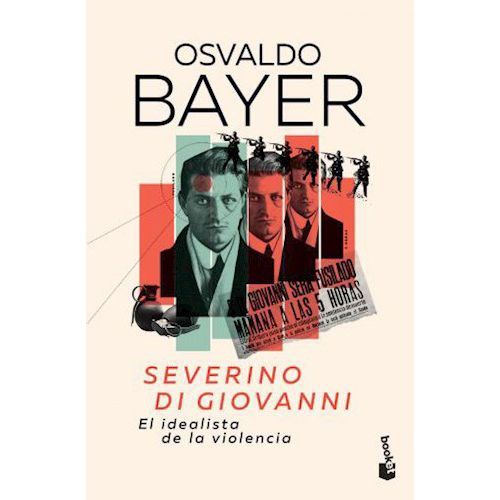 OSVALDO
BAYER
GIOVANNI SERÁ FUSILADO
MAÑANA A LAS 5 HORAS
SEVERINO
DI GIOVANNI
El idealista
de la violencia
booket